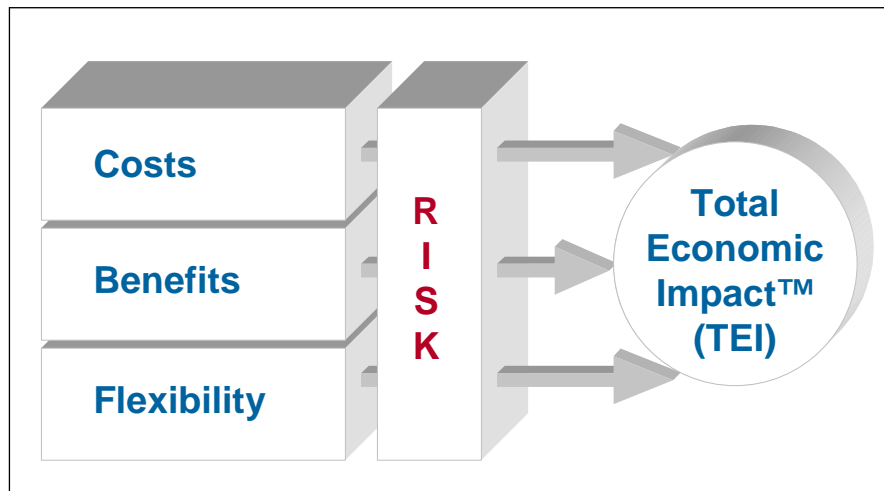 Costs
Benefits
Flexibility
R
I
S
K
Total
Economic
Impact™
(TEI)